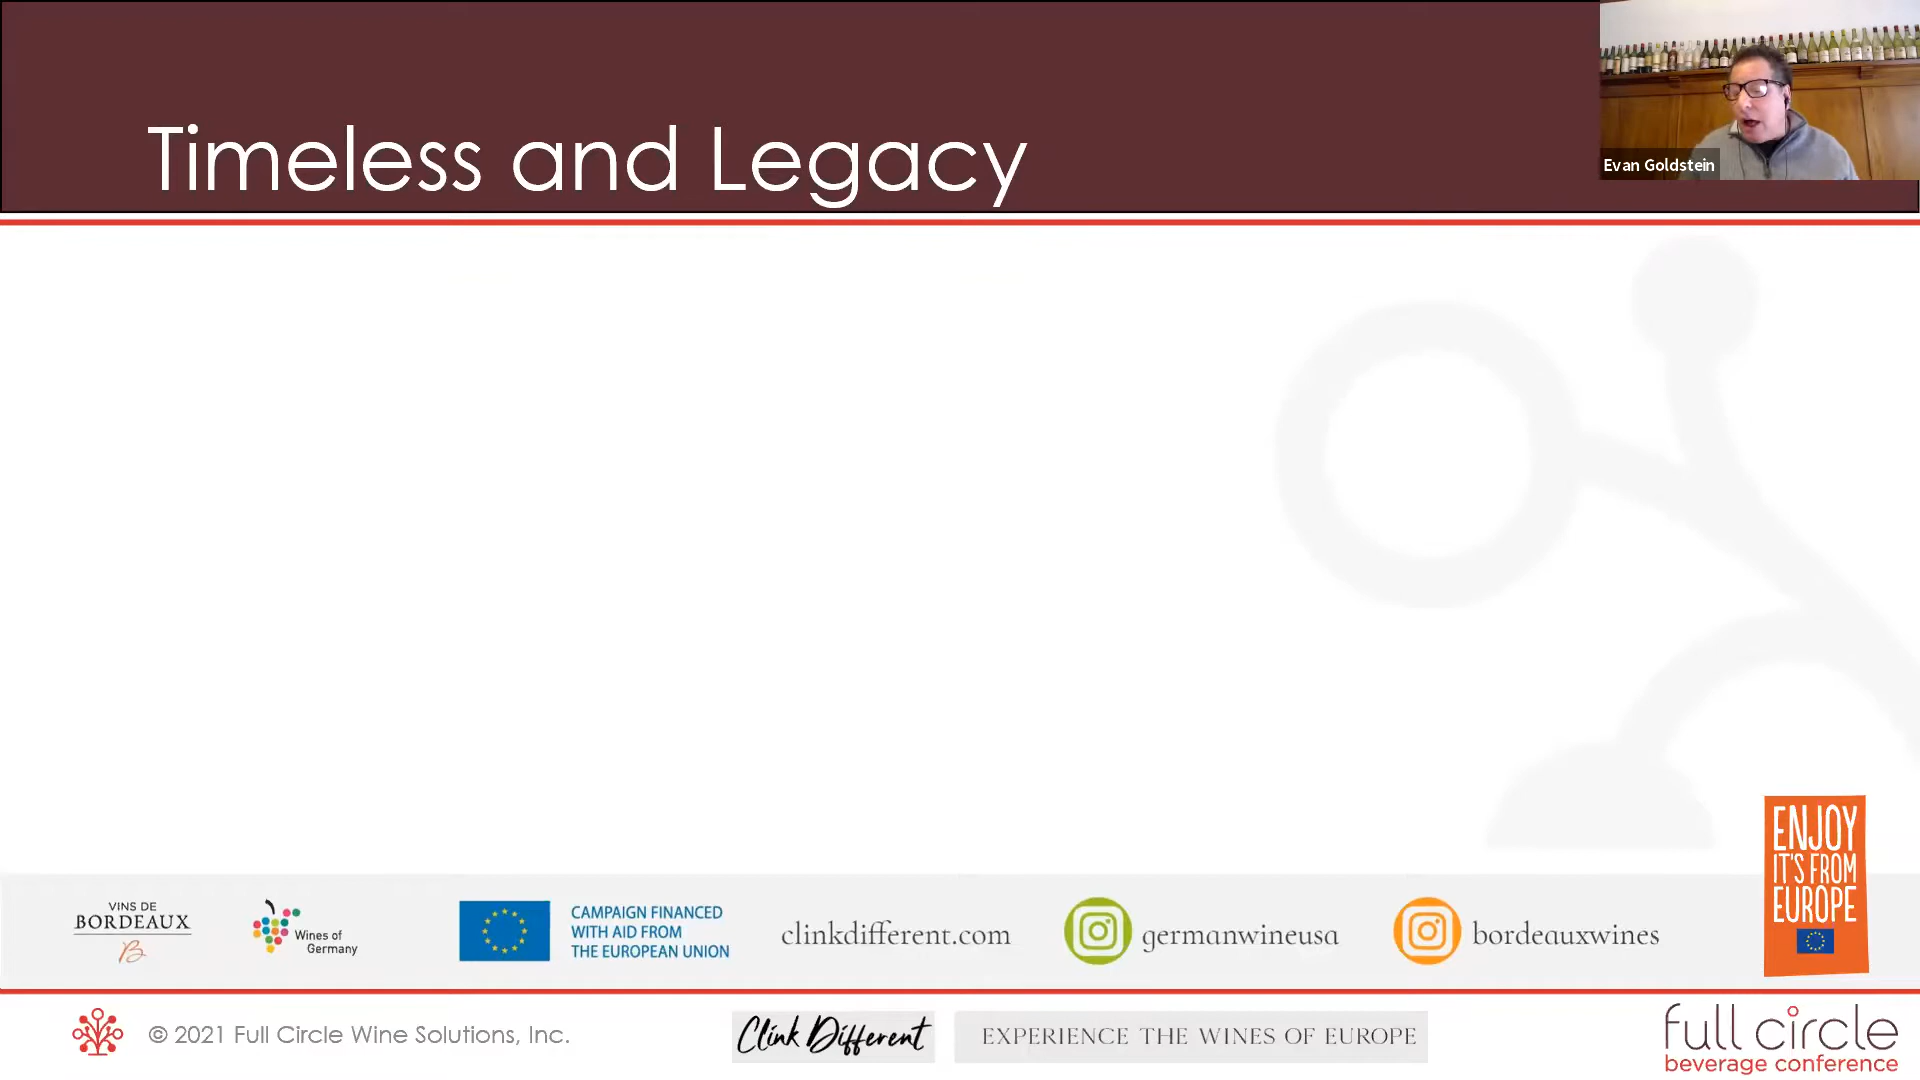 Timeless and Legacy
Evan Goldstein
ENJOY
IT'S FROM
EUROPE
VINS DE
BORDEAUX
B
Wines of
Germany
CAMPAIGN FINANCED
WITH AID FROM
THE EUROPEAN UNION
clinkdifferent.com
germanwineusa
bordeauxwines
© 2021 Full Circle Wine Solutions, Inc.
Clink Different
EXPERIENCE THE WINES OF EUROPE
full circle
beverage conference